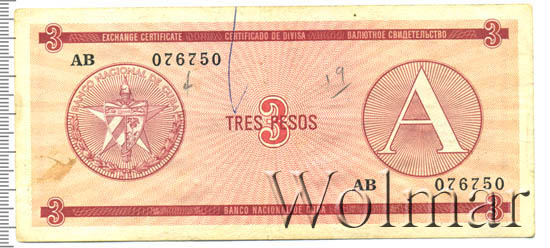 3 EXCHANGE CERTIFICATE CERTIFICADO DE DIVISA ВАЛЮТНОЕ СВИДЕТЕЛЬСТВО 3
AB 076750
BANCO NACIONAL DE CUBA
19
3
TRES PESOS
A
AB 076750
3 BANCO NACIONAL DE 3
Wolmar